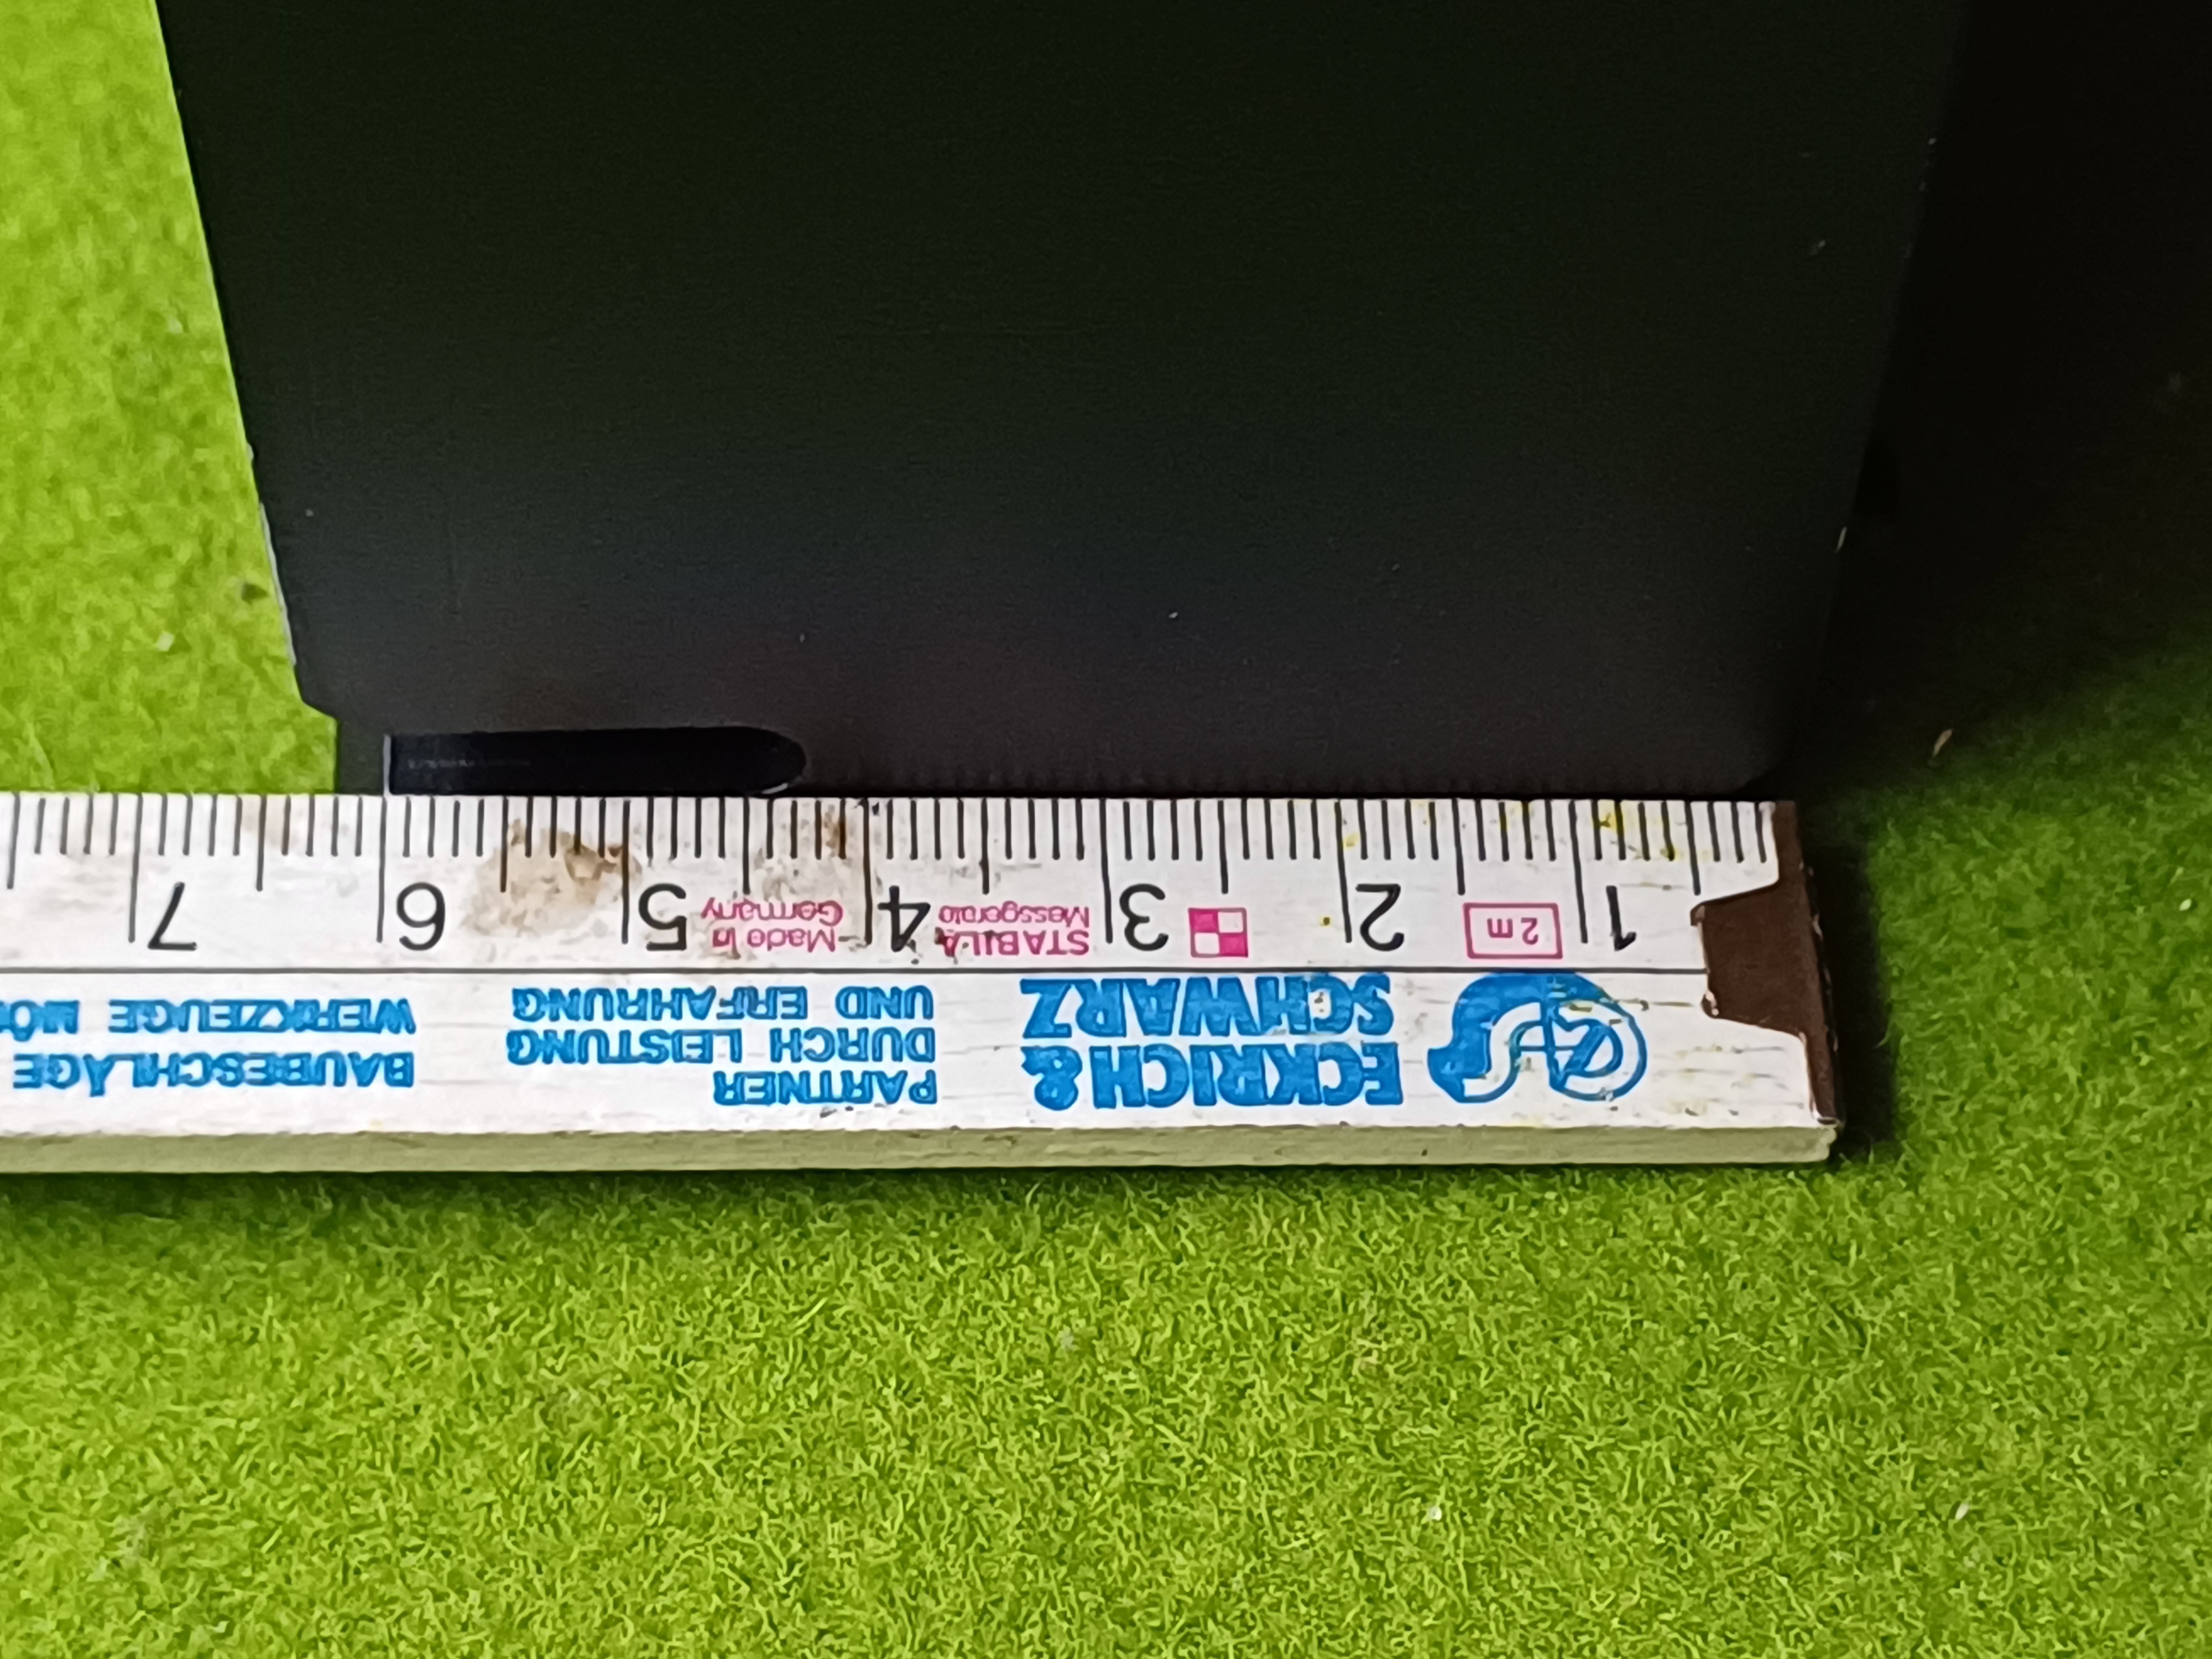 ECKRICH &
SCHWARZ
PARTNER
DURCH LEISTUNG
UND ERFAHRUNG
BAUBESCHLÄGE
WERKZEUGE
1 2 3 4 5 6 7
2 m
STABILA
Messgeräte
Made in
Germany